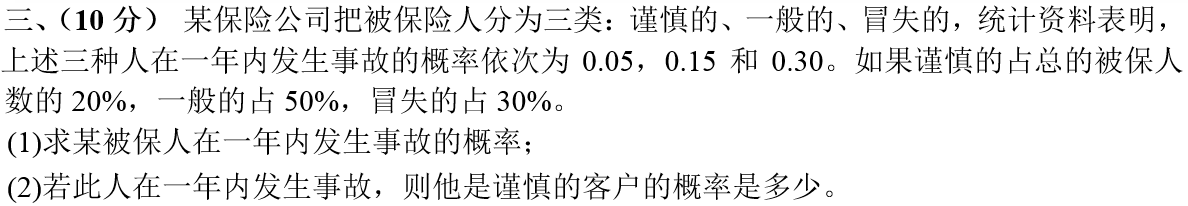 三、（10 分） 某保险公司把被保险人分为三类：谨慎的、一般的、冒失的，统计资料表明，
上述三种人在一年内发生事故的概率依次为 0.05，0.15 和 0.30。如果谨慎的占总的被保人
数的 20%，一般的占 50%，冒失的占 30%。
(1)求某被保人在一年内发生事故的概率；
(2)若此人在一年内发生事故，则他是谨慎的客户的概率是多少。